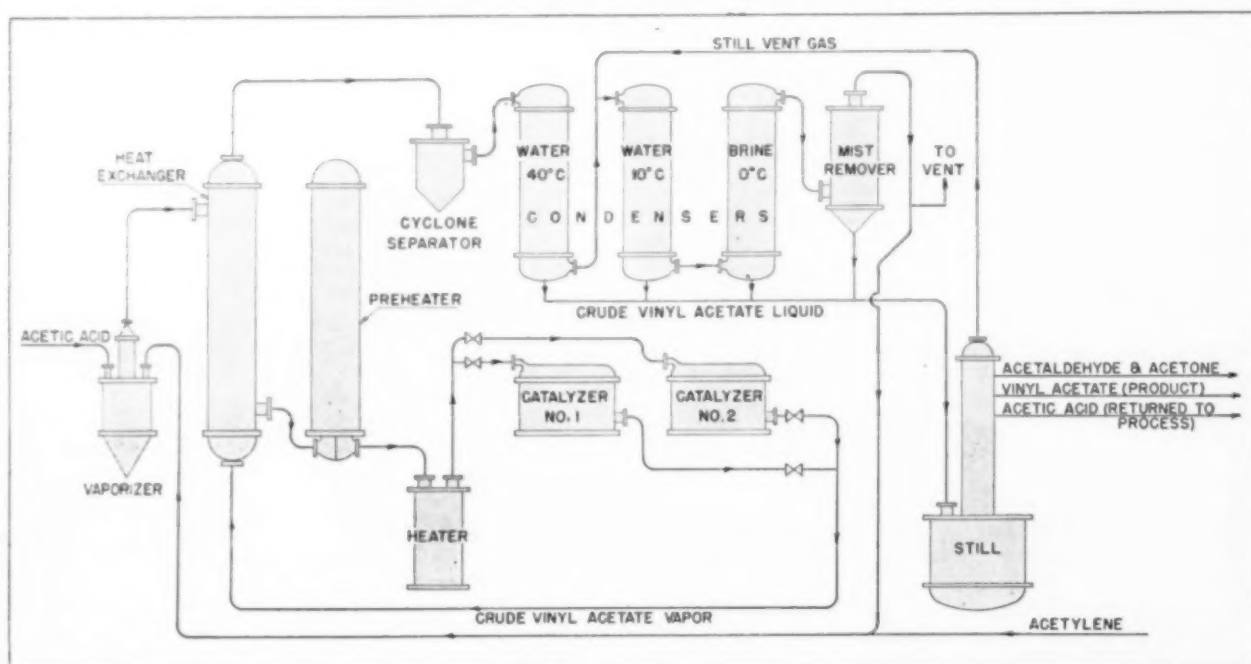 STILL VENT GAS
HEAT
EXCHANGER
CYCLONE
SEPARATOR
WATER
40°C
WATER
10°C
BRINE
0°C
CONDENSERS
MIST
REMOVER
TO
VENT
PREHEATER
CRUDE VINYL ACETATE LIQUID
ACETIC ACID
VAPORIZER
CATALYZER
NO. 1
CATALYZER
NO. 2
HEATER
ACETALDEHYDE & ACETONE
VINYL ACETATE (PRODUCT)
ACETIC ACID (RETURNED TO
PROCESS)
STILL
CRUDE VINYL ACETATE VAPOR
ACETYLENE